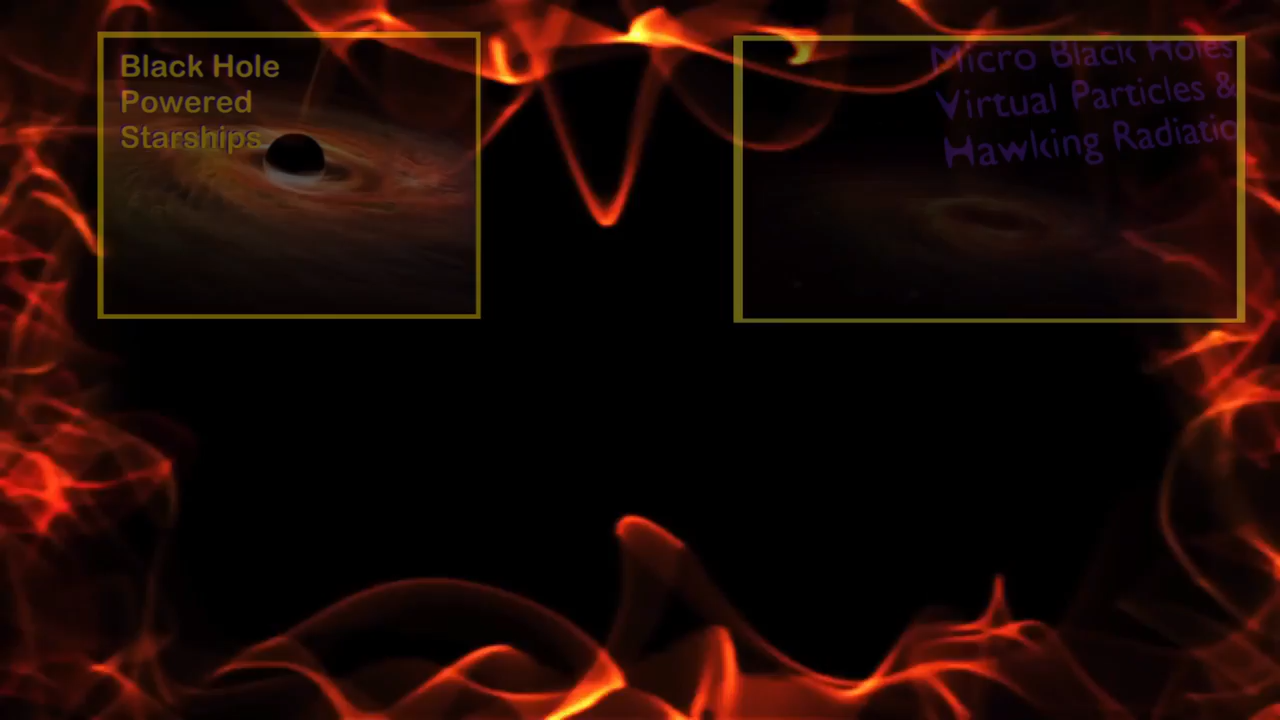 Black Hole
Powered
Starships
Micro Black Holes
Virtual Particles &
Hawking Radiatio